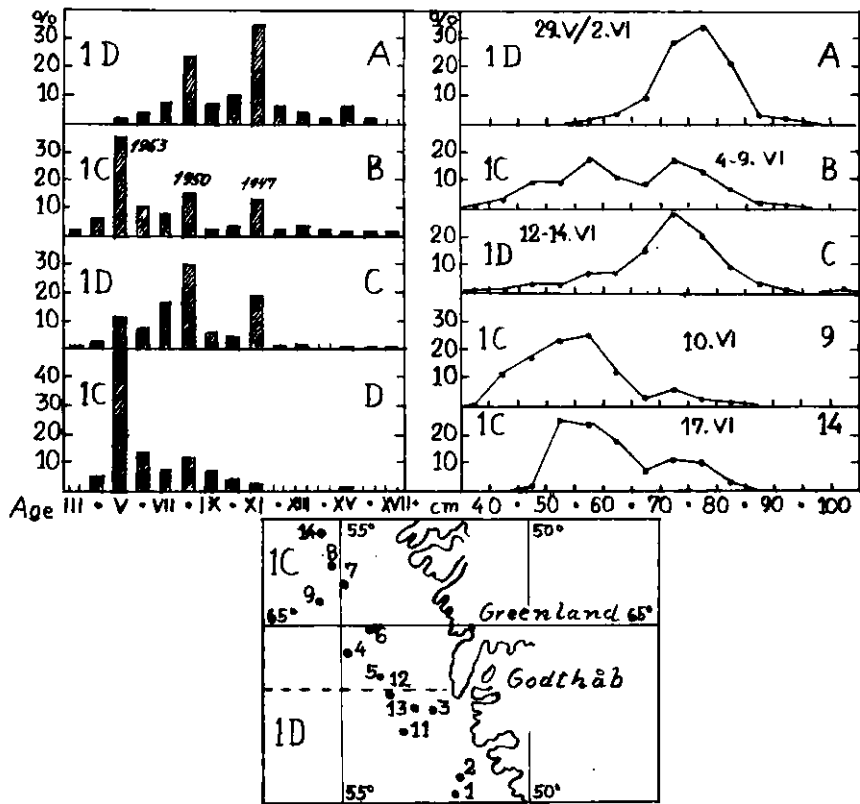 % %
30 1D A 30 1D 29.V/2.VI A
20 20
10 10
30 1C 1963 B 30 1C 4-9.VI B
20 1950 1947 20
10 10
30 1D C 20 1D 12-14.VI C
20 10
10
40 1C D 20 1C 10.VI 9
30 10
20 20 1C 17.VI 14
10 10
Age III • V • VII • IX • XI • XIII • XV • XVII+ cm 40 50 60 70 80 90 100
14 55° 50°
1C 8
7
9
65° 6 Greenland 65°
4
5 12 Godthåb
13 3
1D 11
2
55° 1 50°